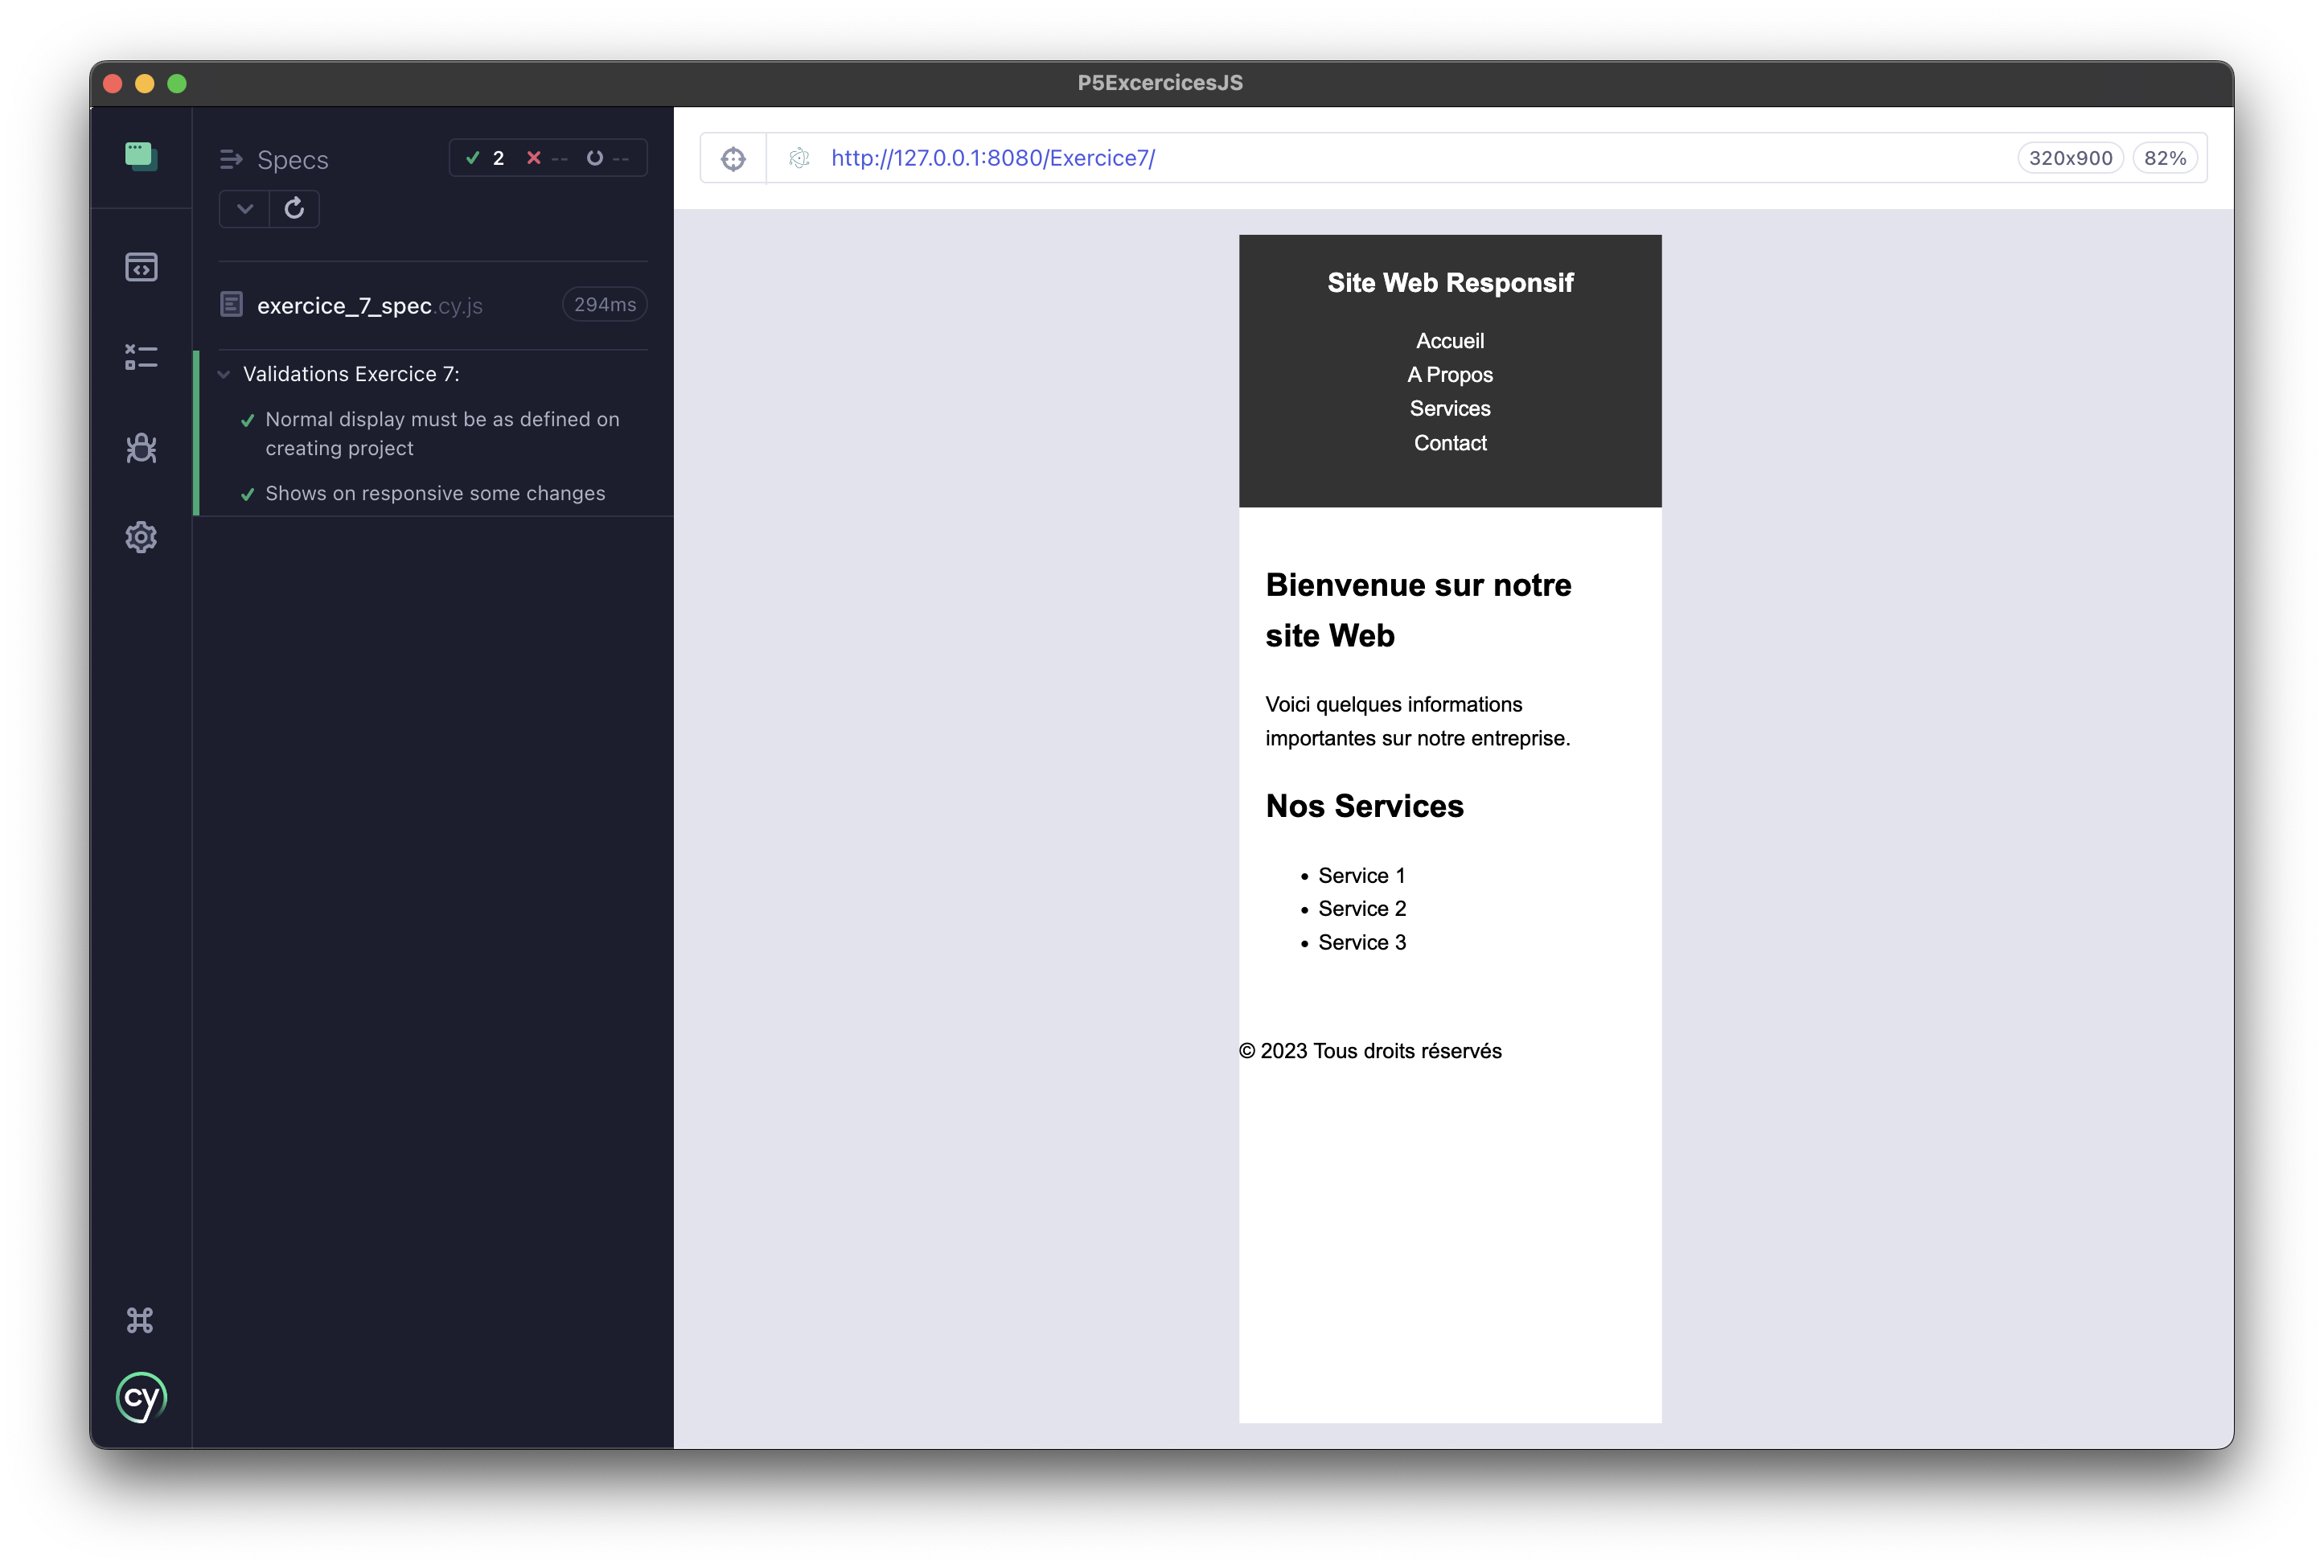 P5ExcercicesJS
Specs
2 -- --
exercice_7_spec.cy.js 294ms
Validations Exercice 7:
Normal display must be as defined on
creating project
Shows on responsive some changes
cy
http://127.0.0.1:8080/Exercice7/ 320x900 82%
Site Web Responsif
Accueil
A Propos
Services
Contact
Bienvenue sur notre
site Web
Voici quelques informations
importantes sur notre entreprise.
Nos Services
• Service 1
• Service 2
• Service 3
© 2023 Tous droits réservés